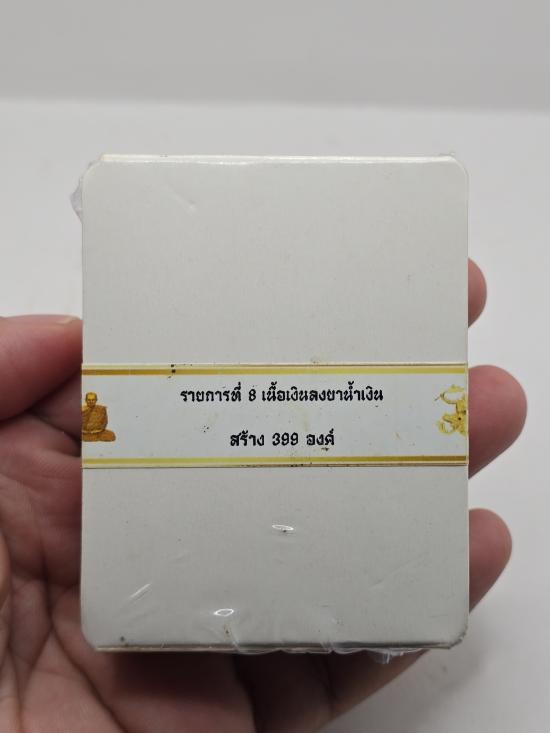 รายการที่ 8 เนื้อเงินลงยาน้ำเงิน
สร้าง 399 องค์